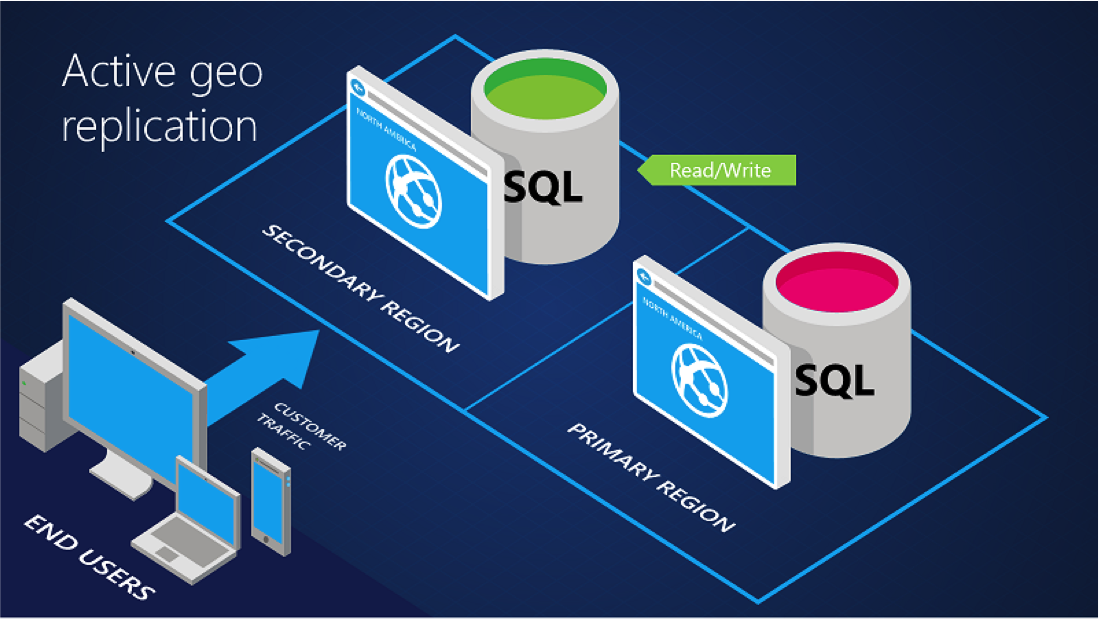 Active geo
replication
NORTH AMERICA
SQL
Read/Write
SECONDARY REGION
NORTH AMERICA
SQL
PRIMARY REGION
CUSTOMER
TRAFFIC
END USERS